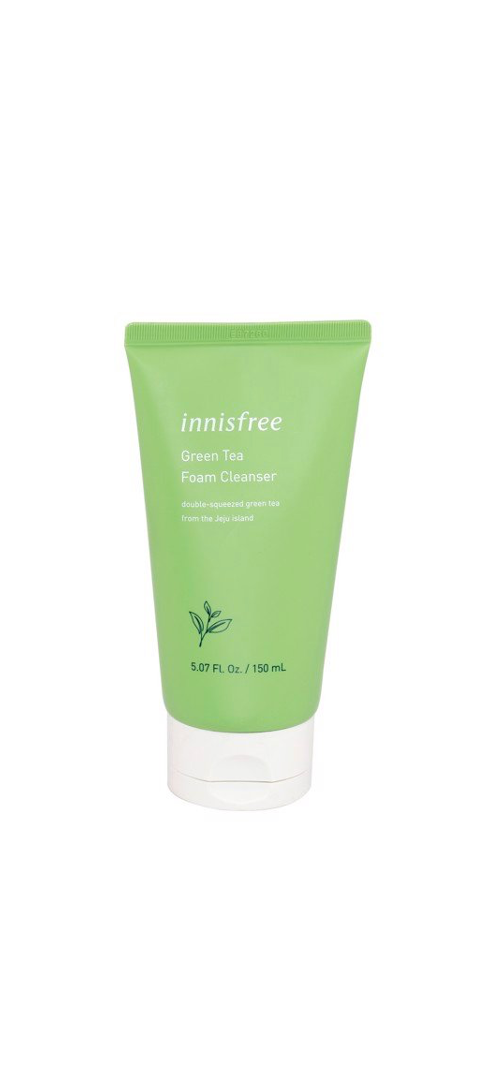 innisfree
Green Tea
Foam Cleanser
double-squeezed green tea
from the Jeju island
5.07 FL. Oz. / 150 mL